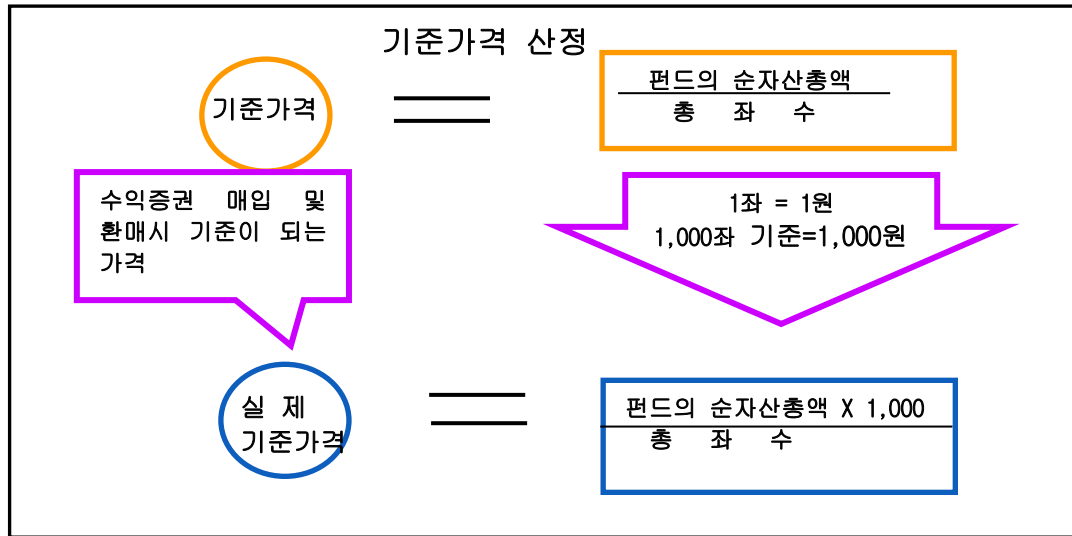 기준가격 산정
기준가격
펀드의 순자산총액
총 좌 수
수익증권 매입 및
환매시 기준이 되는
가격
1좌 = 1원
1,000좌 기준=1,000원
실 제
기준가격
펀드의 순자산총액 X 1,000
총 좌 수